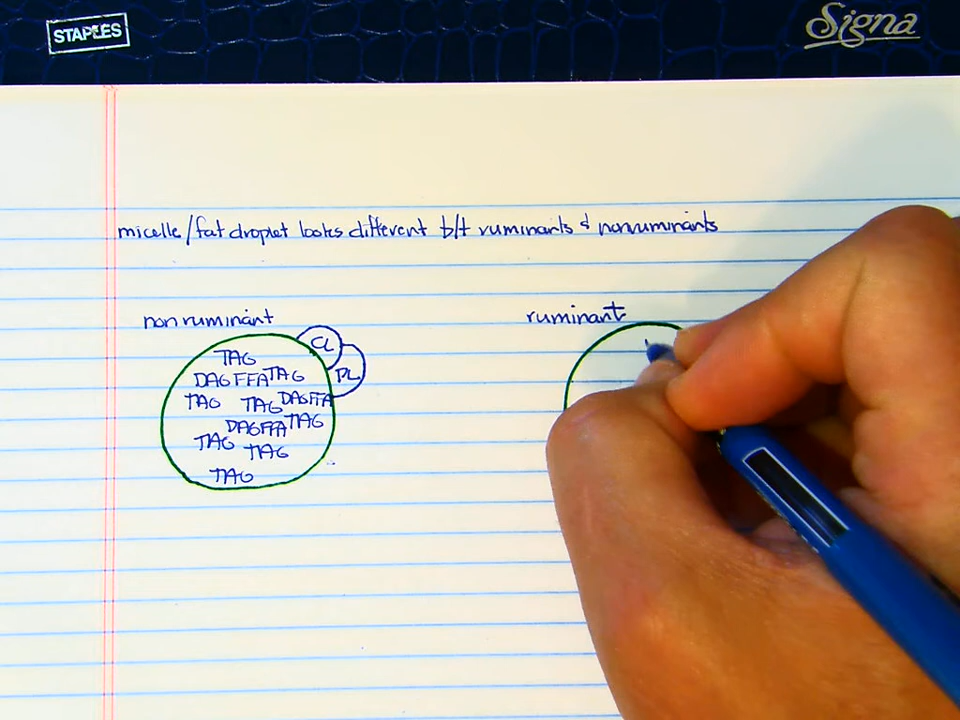 STAPLES
Signa
micelle/fat droplet looks different b/t ruminants & nonruminants
nonruminant
ruminant
CL
PL
TAG
DAG FFA TAG
TAG TAG DAG FFA
DAG FFA TAG
TAG TAG
TAG